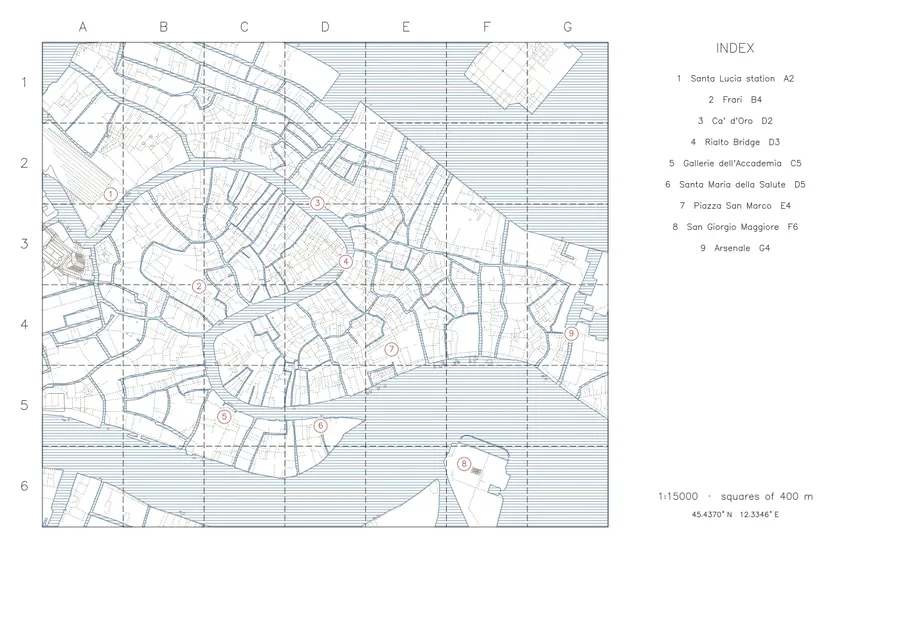 A B C D E F G
INDEX
1
1 Santa Lucia station A2
2 Frari B4
3 Ca' d'Oro D2
4 Rialto Bridge D3
2
5 Gallerie dell'Accademia C5
6 Santa Maria della Salute D5
1
3
7 Piazza San Marco E4
8 San Giorgio Maggiore F6
3
9 Arsenale G4
4
2
4
9
7
5
5
6
8
6
1:15000 · squares of 400 m
45.4370° N 12.3346° E